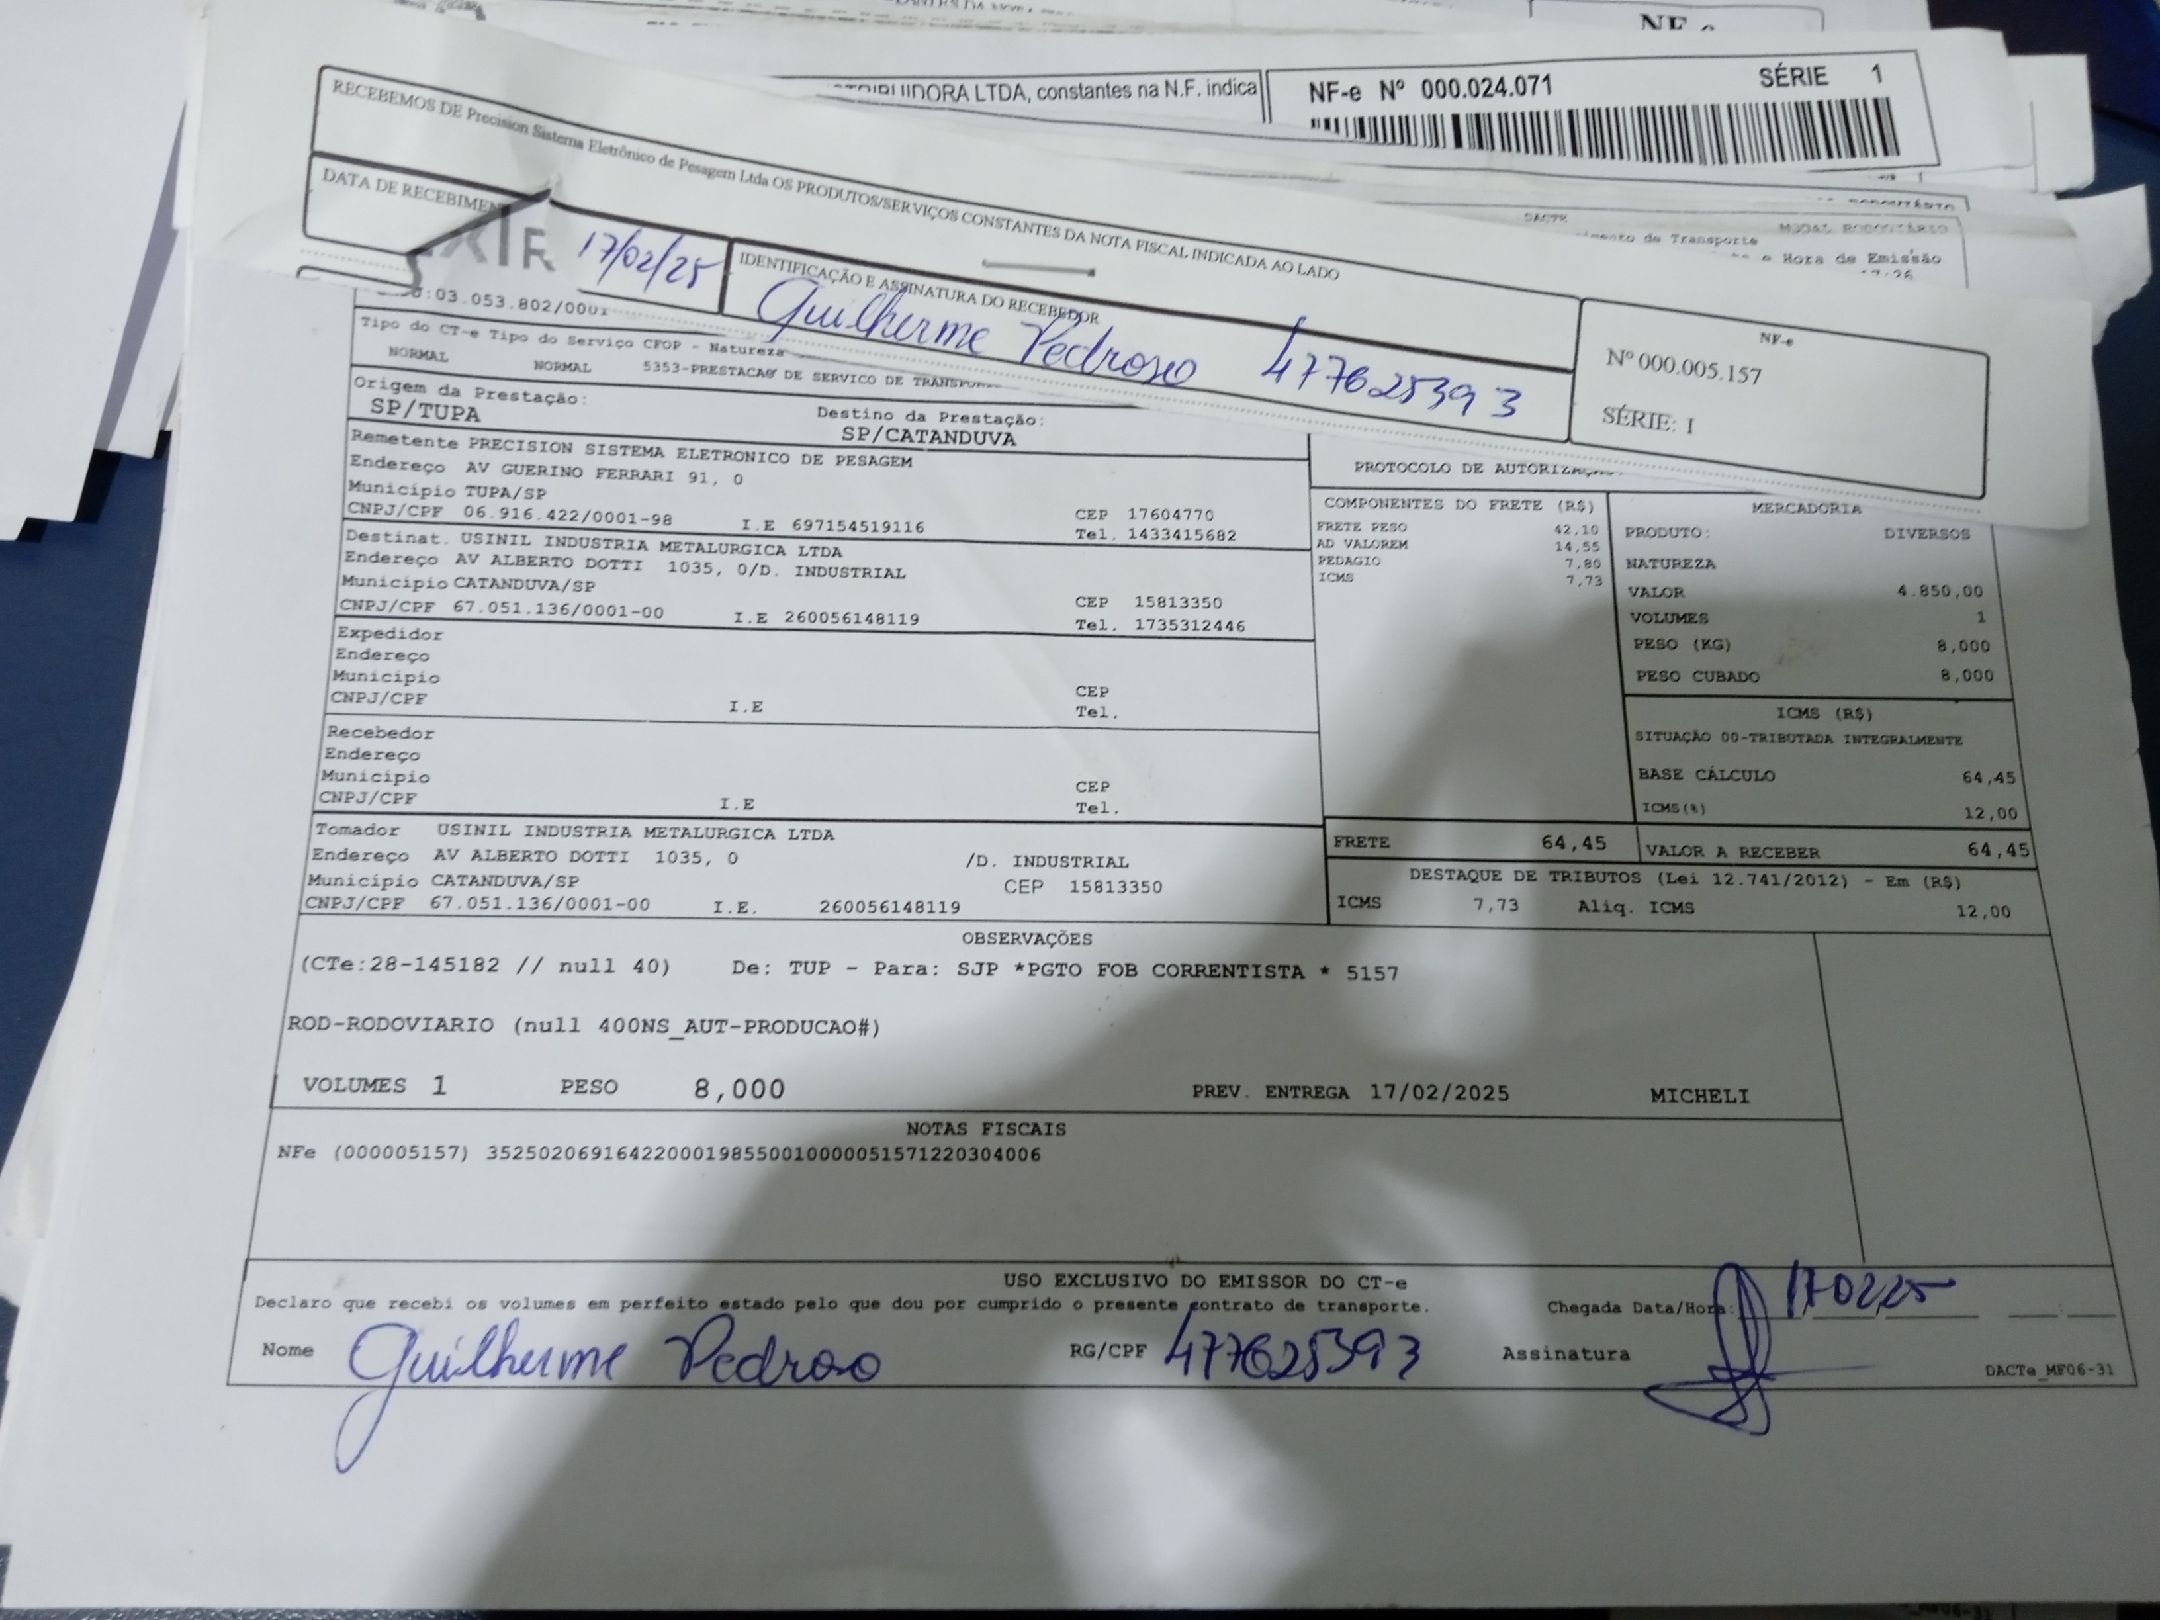 NF-e
RIBUIDORA LTDA, constantes na N.F. indica
NF-e Nº 000.024.071
SÉRIE 1
DACTE
MODAL RODOVIÁRIO
de Transporte
e Hora de Emissão
RECEBEMOS DE Precision Sistema Eletrônico de Pesagem Ltda OS PRODUTOS/SERVIÇOS CONSTANTES DA NOTA FISCAL INDICADA AO LADO
DATA DE RECEBIMEN
17/02/25
IDENTIFICAÇÃO E ASSINATURA DO RECEBEDOR
Guilherme Pedroso 477625393
NF-e
Nº 000.005.157
SÉRIE: 1
:03.053.802/0001
Tipo do CT-e Tipo do Serviço CFOP - Natureza
NORMAL NORMAL 5353-PRESTACAO DE SERVICO DE TRANSPOR
Origem da Prestação:
SP/TUPA
Destino da Prestação:
SP/CATANDUVA
Remetente PRECISION SISTEMA ELETRONICO DE PESAGEM
Endereço AV GUERINO FERRARI 91, 0
Município TUPA/SP
CEP 17604770
CNPJ/CPF 06.916.422/0001-98 I.E 697154519116 Tel. 1433415682
Destinat. USINIL INDUSTRIA METALURGICA LTDA
Endereço AV ALBERTO DOTTI 1035, 0/D. INDUSTRIAL
Município CATANDUVA/SP
CEP 15813350
CNPJ/CPF 67.051.136/0001-00 I.E 260056148119 Tel. 1735312446
Expedidor
Endereço
Município
CEP
CNPJ/CPF I.E Tel.
Recebedor
Endereço
Município
CEP
CNPJ/CPF I.E Tel.
Tomador USINIL INDUSTRIA METALURGICA LTDA
Endereço AV ALBERTO DOTTI 1035, 0 /D. INDUSTRIAL
Município CATANDUVA/SP CEP 15813350
CNPJ/CPF 67.051.136/0001-00 I.E. 260056148119
PROTOCOLO DE AUTORIZAÇ
COMPONENTES DO FRETE (R$)
FRETE PESO 42,10
AD VALOREM 14,55
PEDAGIO 7,80
ICMS 7,73
MERCADORIA
PRODUTO: DIVERSOS
NATUREZA
VALOR 4.850,00
VOLUMES 1
PESO (KG) 8,000
PESO CUBADO 8,000
ICMS (R$)
SITUAÇÃO 00-TRIBUTADA INTEGRALMENTE
BASE CÁLCULO 64,45
ICMS(%) 12,00
FRETE 64,45 VALOR A RECEBER 64,45
DESTAQUE DE TRIBUTOS (Lei 12.741/2012) - Em (R$)
ICMS 7,73 Aliq. ICMS 12,00
OBSERVAÇÕES
(CTe:28-145182 // null 40) De: TUP - Para: SJP *PGTO FOB CORRENTISTA * 5157
ROD-RODOVIARIO (null 400NS_AUT-PRODUCAO#)
VOLUMES 1 PESO 8,000 PREV. ENTREGA 17/02/2025 MICHELI
NOTAS FISCAIS
NFe (000005157) 35250206916422000198550010000051571220304006
USO EXCLUSIVO DO EMISSOR DO CT-e
Declaro que recebi os volumes em perfeito estado pelo que dou por cumprido o presente contrato de transporte.
Chegada Data/Hora: 170225
Nome Guilherme Pedroso RG/CPF 477625393 Assinatura
DACTe_MF06-31